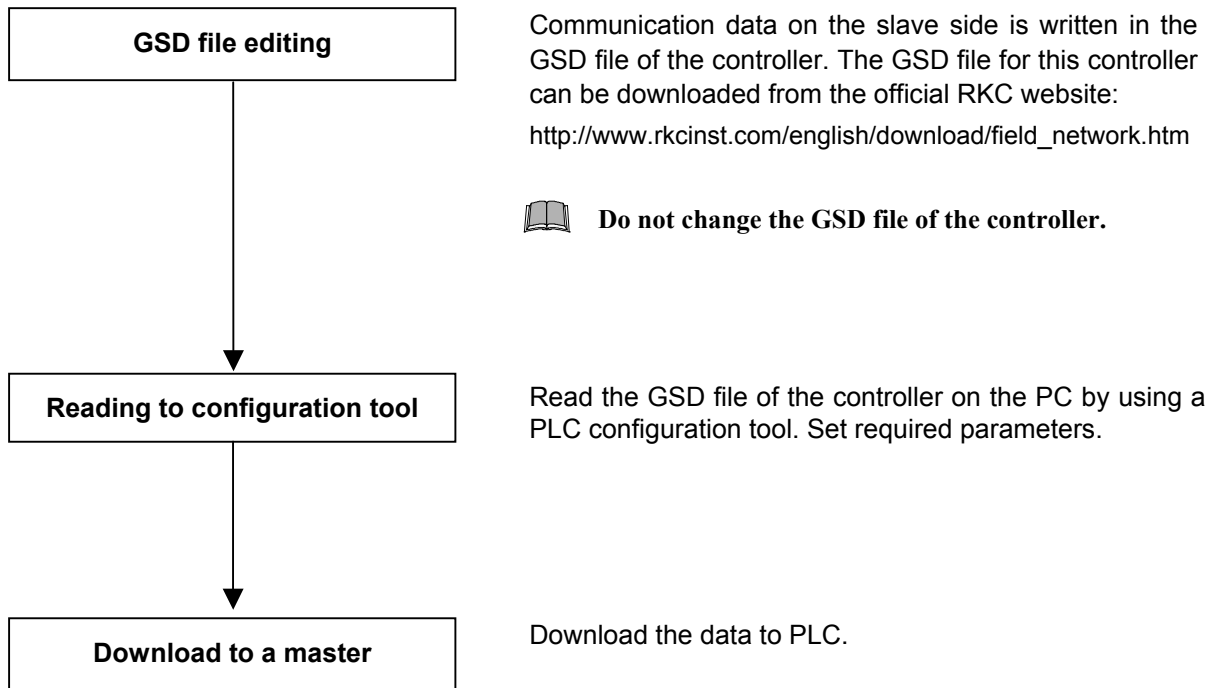 GSD file editing
Communication data on the slave side is written in the
GSD file of the controller. The GSD file for this controller
can be downloaded from the official RKC website:
http://www.rkcinst.com/english/download/field_network.htm
Do not change the GSD file of the controller.
Reading to configuration tool
Read the GSD file of the controller on the PC by using a
PLC configuration tool. Set required parameters.
Download to a master
Download the data to PLC.